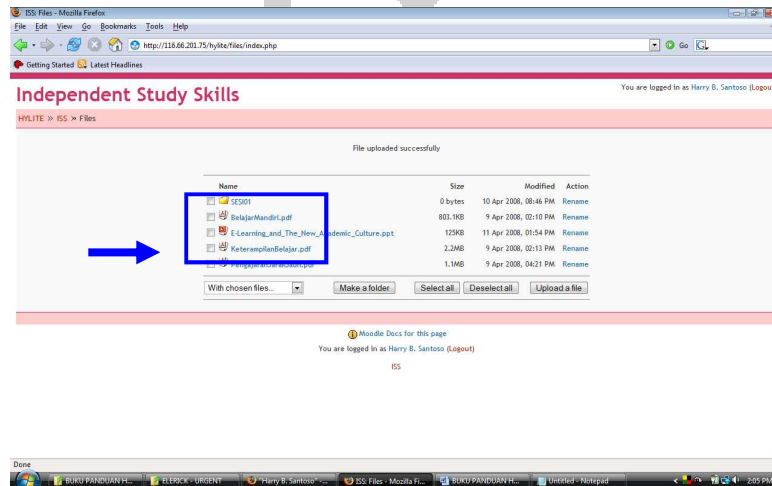 ISS: Files - Mozilla Firefox
File Edit View Go Bookmarks Tools Help
http://116.66.201.75/hylite/files/index.php Go
Getting Started Latest Headlines
Independent Study Skills You are logged in as Harry B. Santoso (Logou
HYLITE » ISS » Files
File uploaded successfully
Name Size Modified Action
SESI01 0 bytes 10 Apr 2008, 08:46 PM Rename
BelajarMandiri.pdf 803.1KB 9 Apr 2008, 02:10 PM Rename
E-Learning_and_The_New_Academic_Culture.ppt 125KB 11 Apr 2008, 01:54 PM Rename
KeterampilanBelajar.pdf 2.2MB 9 Apr 2008, 02:13 PM Rename
1.1MB 9 Apr 2008, 04:21 PM Rename
With chosen files... Make a folder Select all Deselect all Upload a file
Moodle Docs for this page
You are logged in as Harry B. Santoso (Logout)
ISS
Done
BUKU PANDUAN H... ELERICK - URGENT "Harry B. Santoso" -... ISS: Files - Mozilla Fi... BUKU PANDUAN H... Untitled - Notepad 2:05 PM